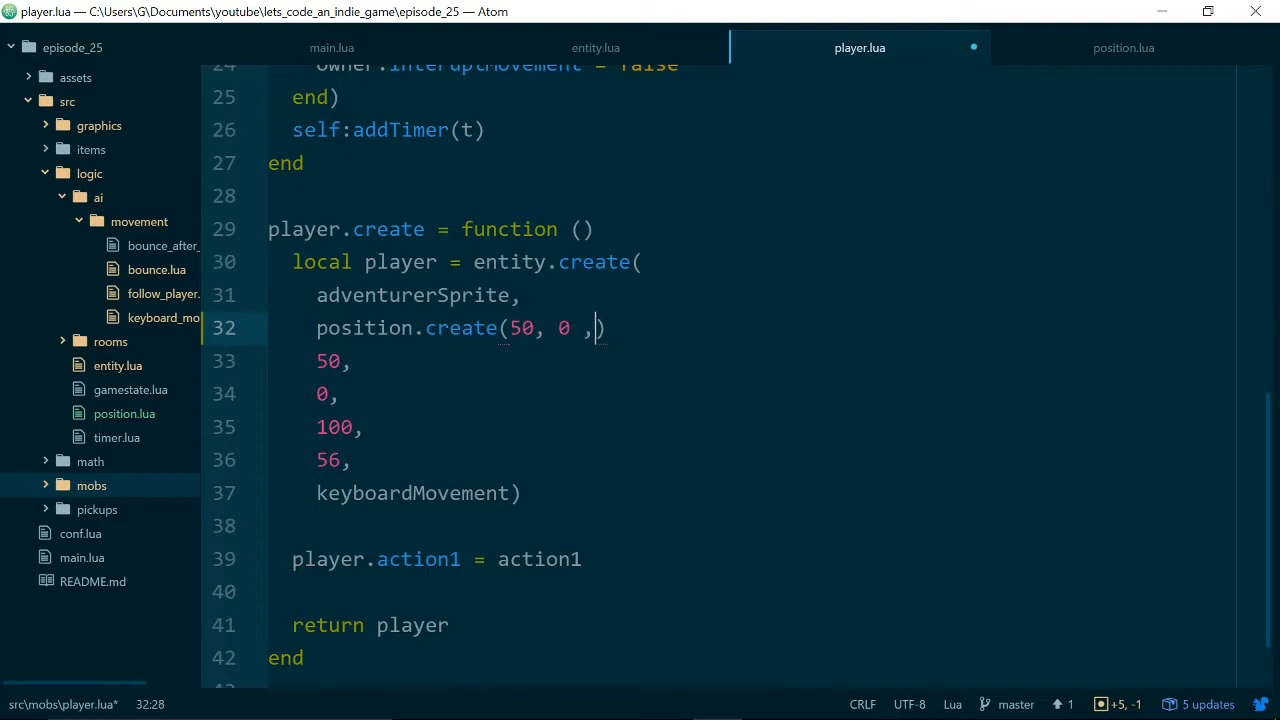 player.lua — C:\Users\G\Documents\youtube\lets_code_an_indie_game\episode_25 — Atom
episode_25
main.lua
entity.lua
player.lua
position.lua
assets
src
graphics
items
logic
ai
movement
bounce_after_
bounce.lua
follow_player.
keyboard_mo
rooms
entity.lua
gamestate.lua
position.lua
timer.lua
math
mobs
pickups
conf.lua
main.lua
README.md
24 owner.interuptMovement = false
25 end)
26 self:addTimer(t)
27 end
28
29 player.create = function ()
30 local player = entity.create(
31 adventurerSprite,
32 position.create(50, 0 ,)
33 50,
34 0,
35 100,
36 56,
37 keyboardMovement)
38
39 player.action1 = action1
40
41 return player
42 end
src\mobs\player.lua* 32:28 CRLF UTF-8 Lua master 1 +5, -1 5 updates